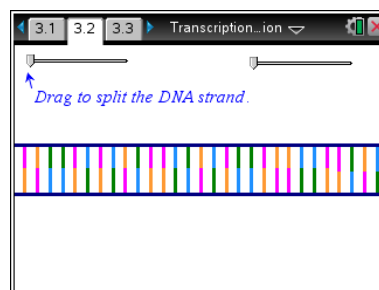 3.1 3.2 3.3 Transcription...ion
Drag to split the DNA strand.